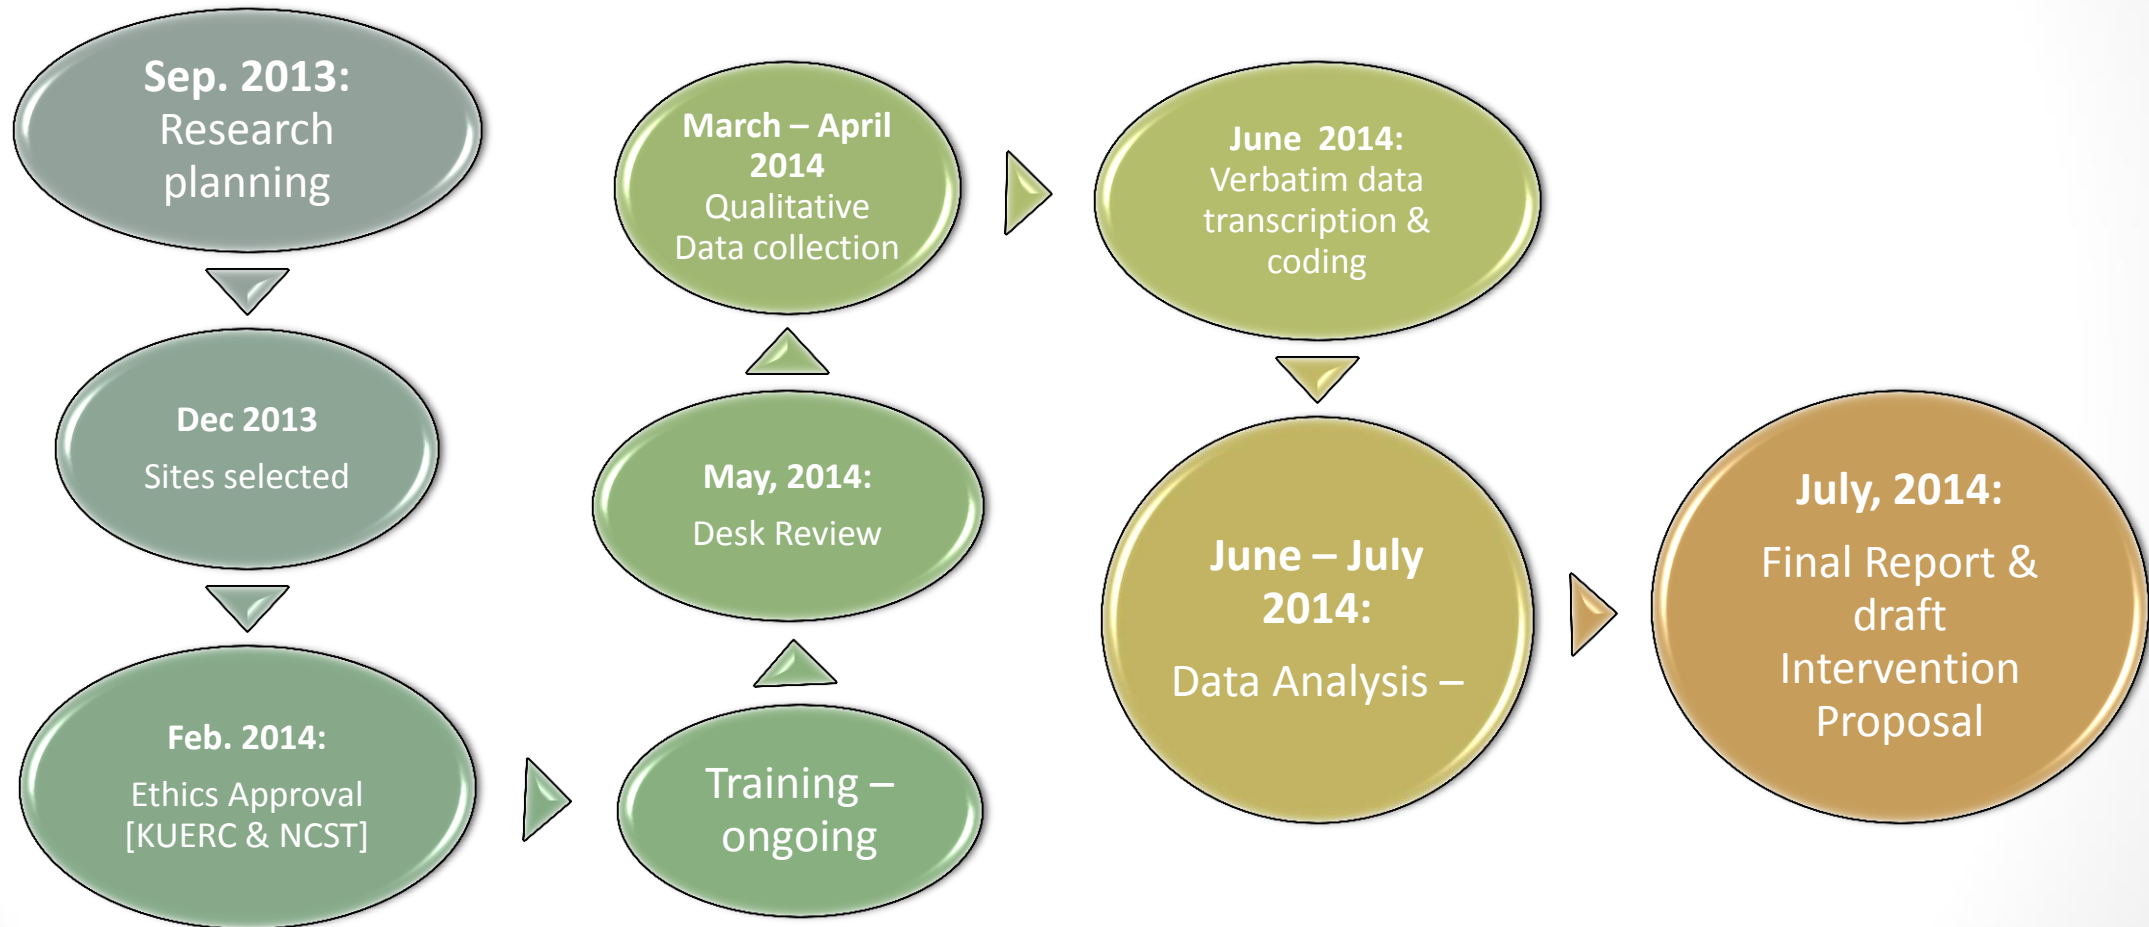 Sep. 2013:
Research
planning
Dec 2013
Sites selected
Feb. 2014:
Ethics Approval
[KUERC & NCST]
Training –
ongoing
May, 2014:
Desk Review
March – April
2014
Qualitative
Data collection
June  2014:
Verbatim data
transcription &
coding
June – July
2014:
Data Analysis –
July, 2014:
Final Report &
draft
Intervention
Proposal